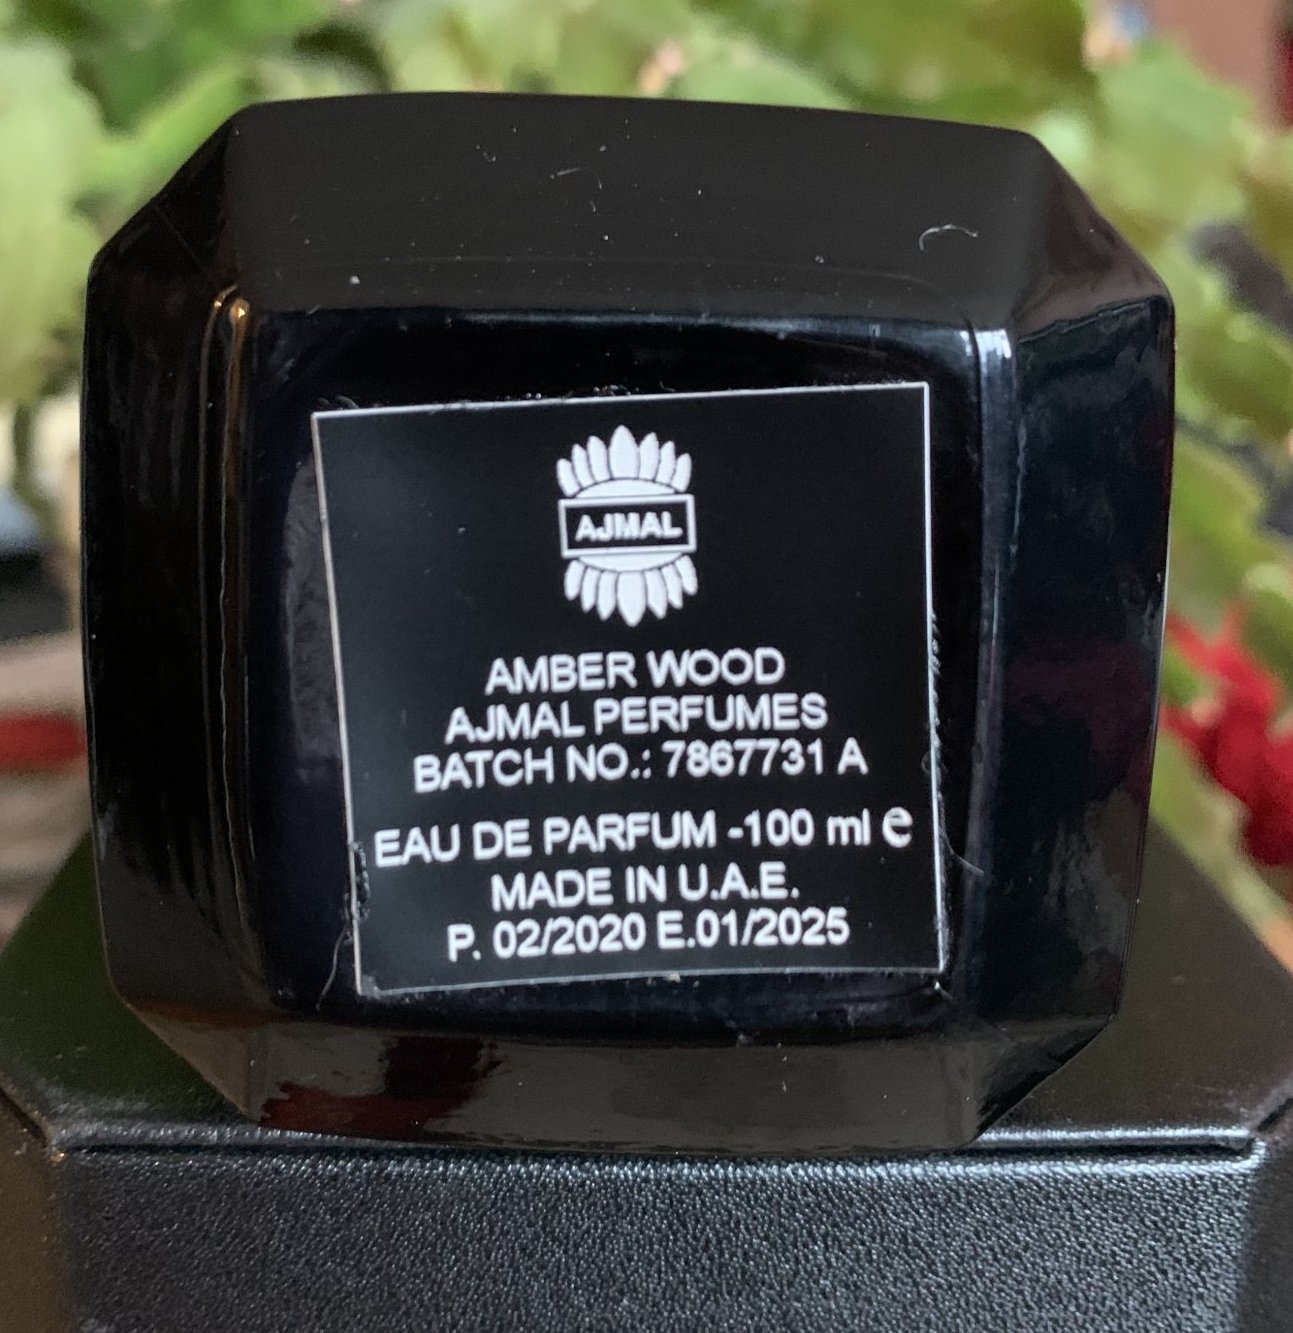 AJMAL
AMBER WOOD
AJMAL PERFUMES
BATCH NO.: 7867731 A
EAU DE PARFUM -100 ml e
MADE IN U.A.E.
P. 02/2020 E.01/2025